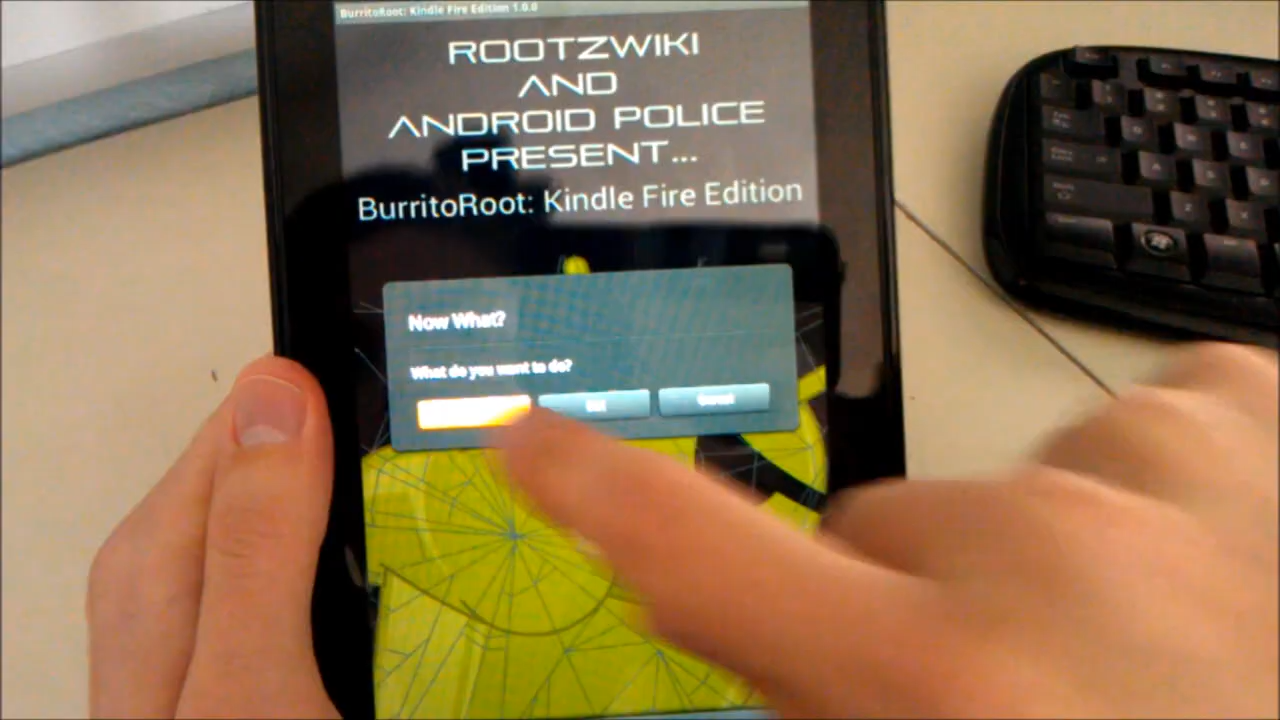 BurritoRoot: Kindle Fire Edition 1.0.0
ROOTZWIKI
AND
ANDROID POLICE
PRESENT...
BurritoRoot: Kindle Fire Edition
Now What?
What do you want to do?